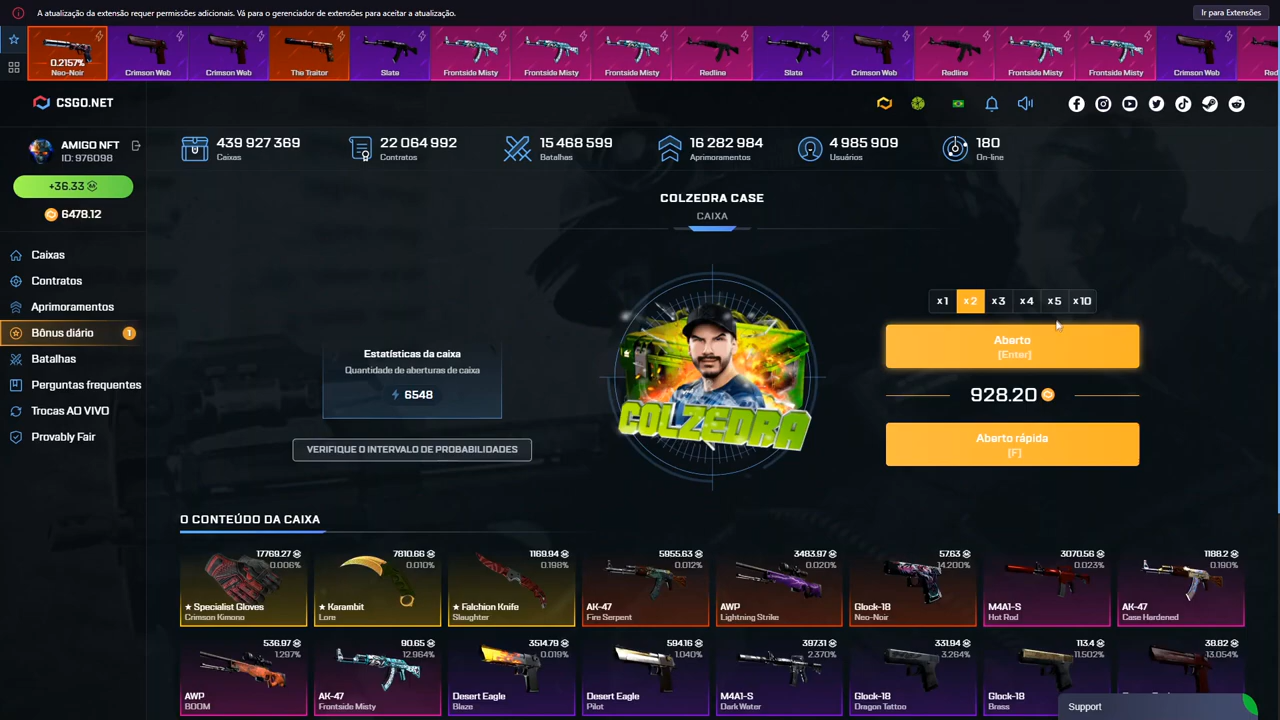 A atualização da extensão requer permissões adicionais. Vá para o gerenciador de extensões para aceitar a atualização.
Ir para Extensões
0.2157%
Neo-Noir
Crimson Web
Crimson Web
The Traitor
Slate
Frontside Misty
Frontside Misty
Frontside Misty
Redline
Slate
Crimson Web
Redline
Frontside Misty
Frontside Misty
Crimson Web
Red
CSGO.NET
AMIGO NFT
ID: 976098
+36.33
6478.12
439 927 369
Caixas
22 064 992
Contratos
15 468 599
Batalhas
16 282 984
Aprimoramentos
4 985 909
Usuários
180
On-line
Caixas
Contratos
Aprimoramentos
Bônus diário
1
Batalhas
Perguntas frequentes
Trocas AO VIVO
Provably Fair
COLZEDRA CASE
CAIXA
Estatísticas da caixa
Quantidade de aberturas de caixa
6548
VERIFIQUE O INTERVALO DE PROBABILIDADES
COLZEDRA
x1 x2 x3 x4 x5 x10
Aberto
[Enter]
928.20
Aberto rápida
[F]
O CONTEÚDO DA CAIXA
17769.27
0.006%
★ Specialist Gloves
Crimson Kimono
7810.66
0.010%
★ Karambit
Lore
1169.94
0.198%
★ Falchion Knife
Slaughter
5955.63
0.012%
AK-47
Fire Serpent
3483.97
0.020%
AWP
Lightning Strike
57.63
14.200%
Glock-18
Neo-Noir
3070.56
0.023%
M4A1-S
Hot Rod
1188.2
0.190%
AK-47
Case Hardened
536.97
1.297%
AWP
BOOM
90.65
12.964%
AK-47
Frontside Misty
3514.79
0.019%
Desert Eagle
Blaze
594.16
1.040%
Desert Eagle
Pilot
397.31
2.370%
M4A1-S
Dark Water
331.94
3.264%
Glock-18
Dragon Tattoo
113.4
11.502%
Glock-18
Brass
38.82
13.054%
Support